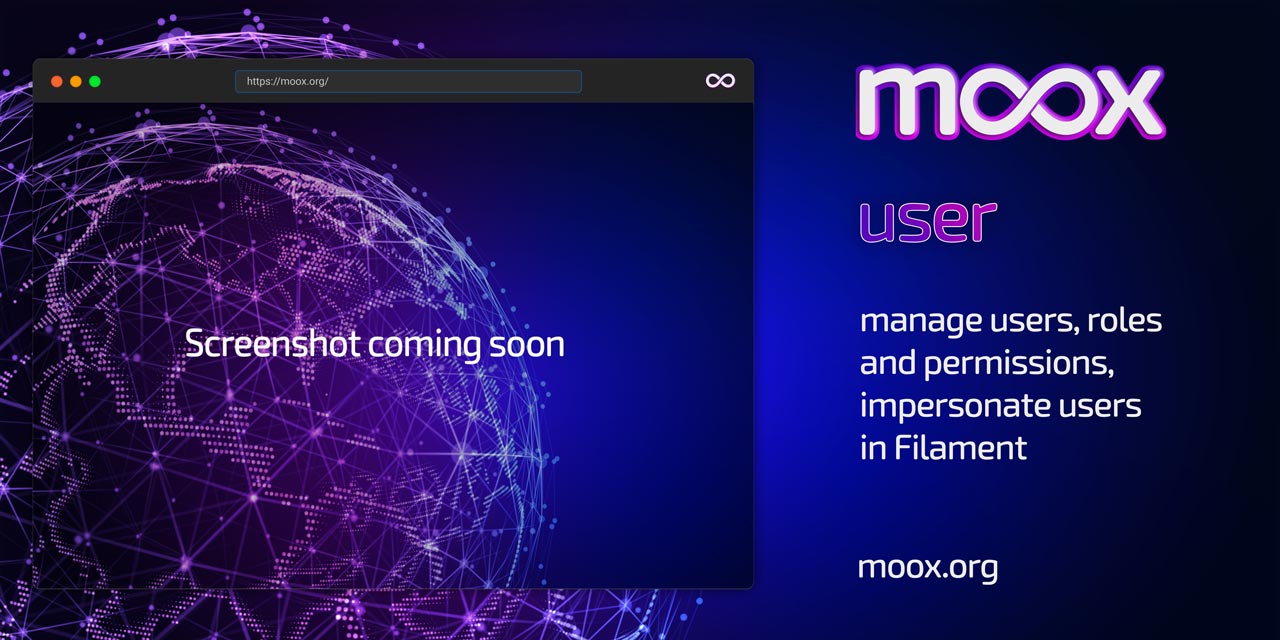 https://moox.org/
Screenshot coming soon
moox
user
manage users, roles
and permissions,
impersonate users
in Filament
moox.org